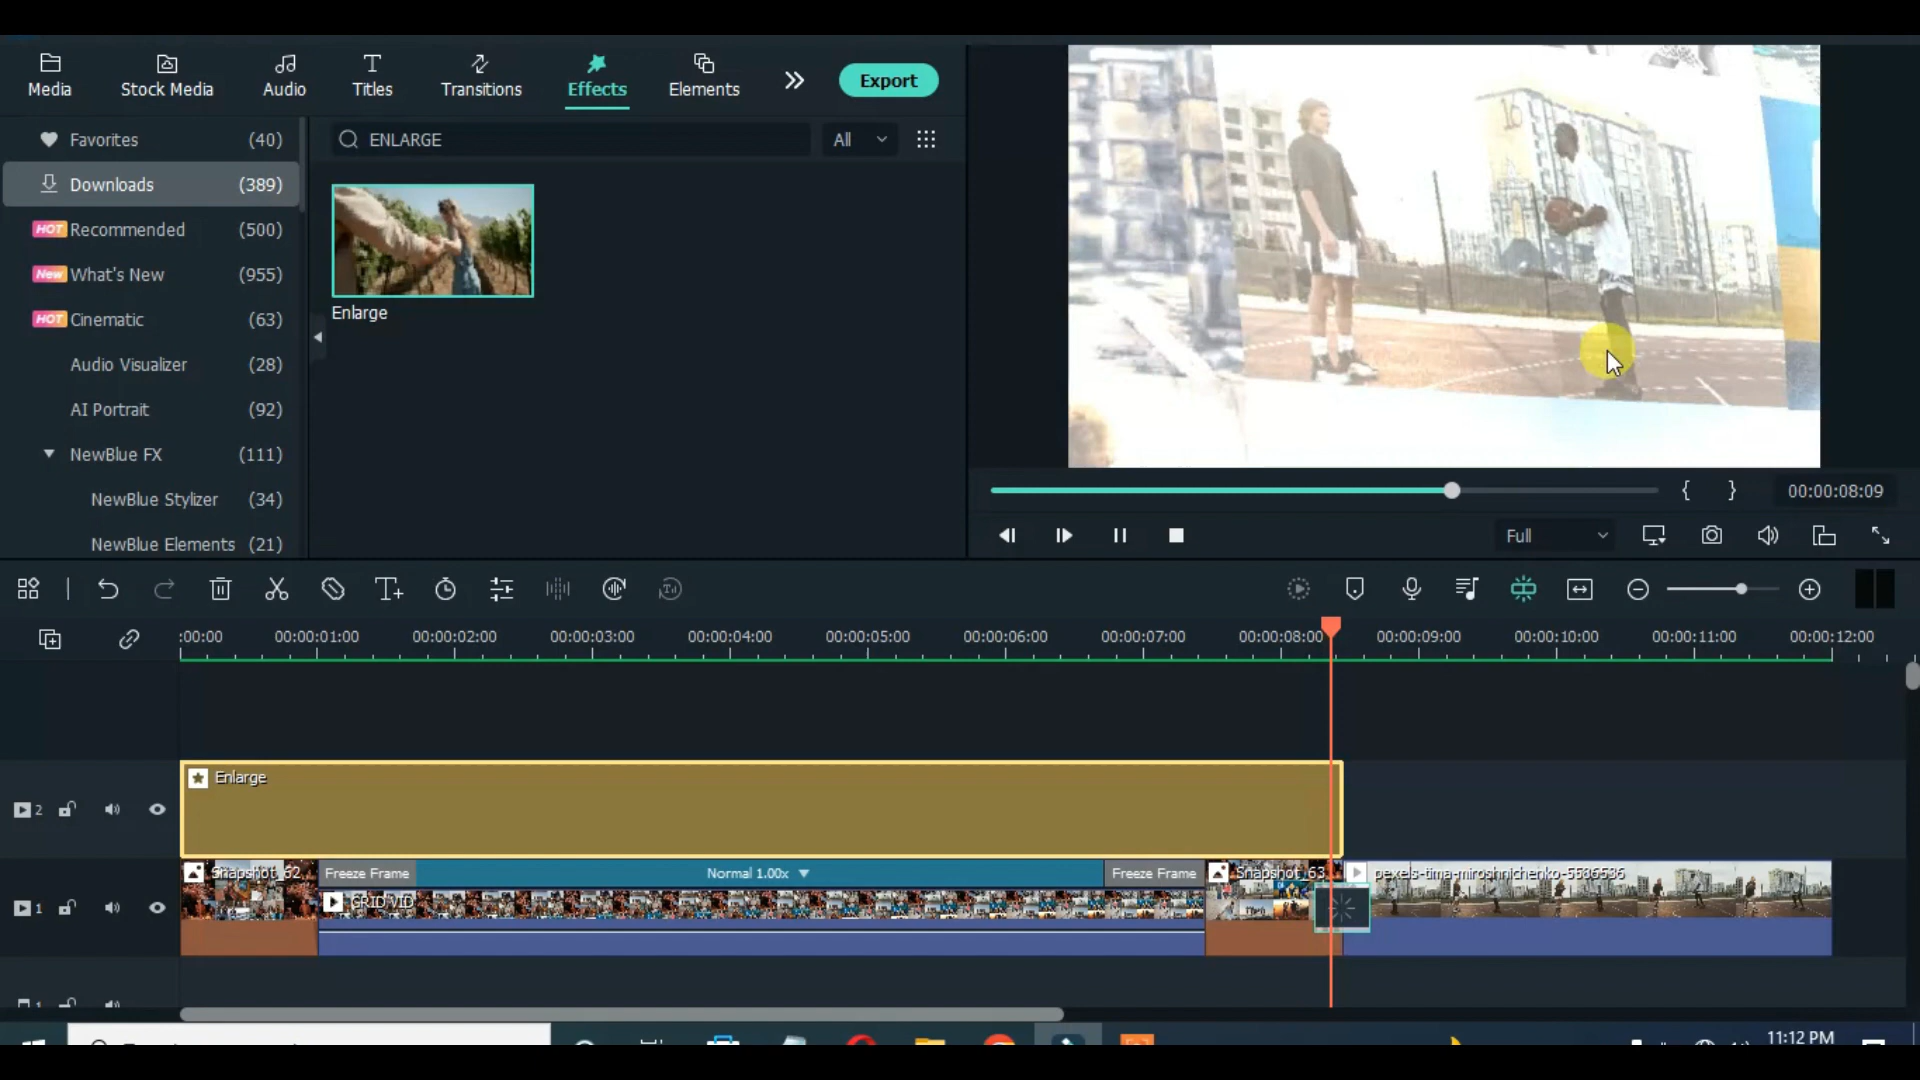 Media
Stock Media
Audio
Titles
Transitions
Effects
Elements
Export
Favorites (40)
Downloads (389)
HOT Recommended (500)
New What's New (955)
HOT Cinematic (63)
Audio Visualizer (28)
AI Portrait (92)
NewBlue FX (111)
NewBlue Stylizer (34)
NewBlue Elements (21)
ENLARGE
All
Enlarge
{ } 00:00:08:09
Full
:00:00 00:00:01:00 00:00:02:00 00:00:03:00 00:00:04:00 00:00:05:00 00:00:06:00 00:00:07:00 00:00:08:00 00:00:09:00 00:00:10:00 00:00:11:00 00:00:12:00
2
Enlarge
1
Snapshot_62
Freeze Frame
Normal 1.00x
Freeze Frame
Snapshot_63
pexels-tima-miroshnichenko-5586536
GRID VID
1
11:12 PM